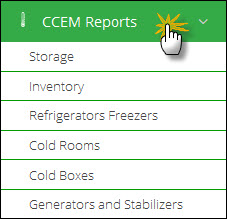 CCEM Reports
Storage
Inventory
Refrigerators Freezers
Cold Rooms
Cold Boxes
Generators and Stabilizers